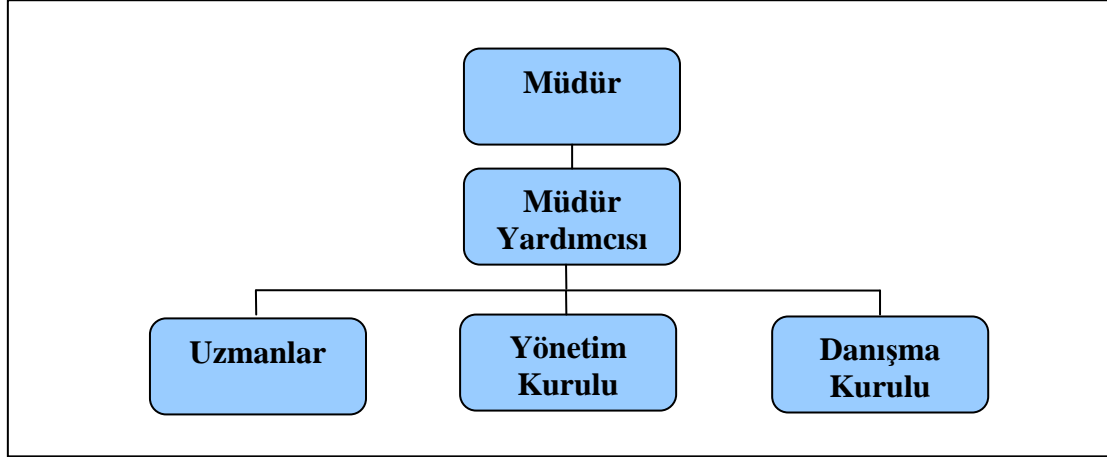 Müdür
Müdür
Yardımcısı
Uzmanlar
Yönetim
Kurulu
Danışma
Kurulu